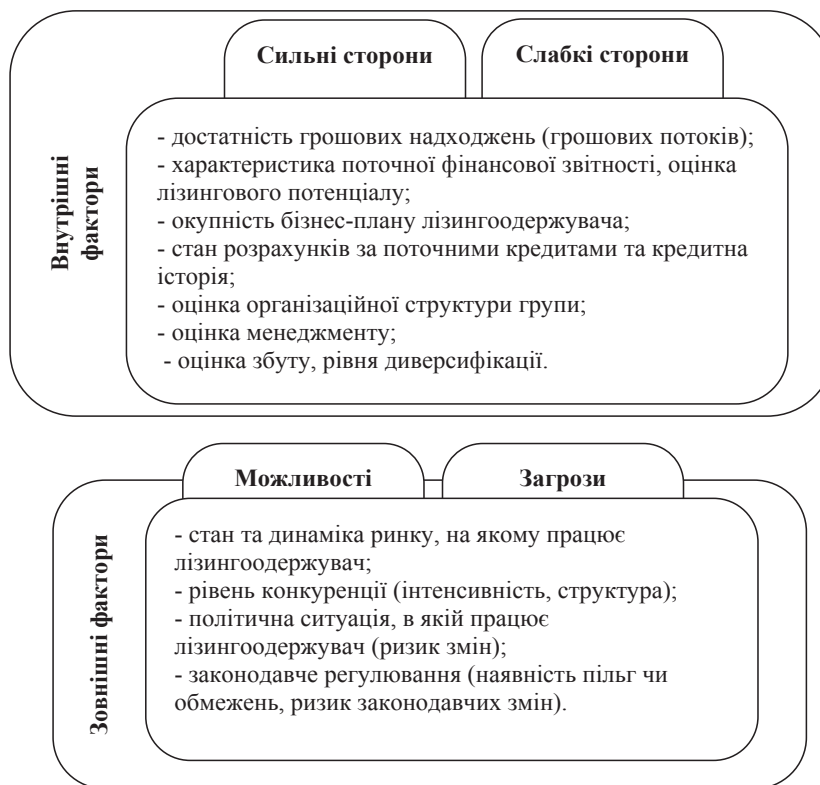 Сильні сторони
Слабкі сторони
Внутрішні
фактори
- достатність грошових надходжень (грошових потоків);
- характеристика поточної фінансової звітності, оцінка
лізингового потенціалу;
- окупність бізнес-плану лізингоодержувача;
- стан розрахунків за поточними кредитами та кредитна
історія;
- оцінка організаційної структури групи;
- оцінка менеджменту;
- оцінка збуту, рівня диверсифікації.
Можливості
Загрози
Зовнішні фактори
- стан та динаміка ринку, на якому працює
лізингоодержувач;
- рівень конкуренції (інтенсивність, структура);
- політична ситуація, в якій працює
лізингоодержувач (ризик змін);
- законодавче регулювання (наявність пільг чи
обмежень, ризик законодавчих змін).